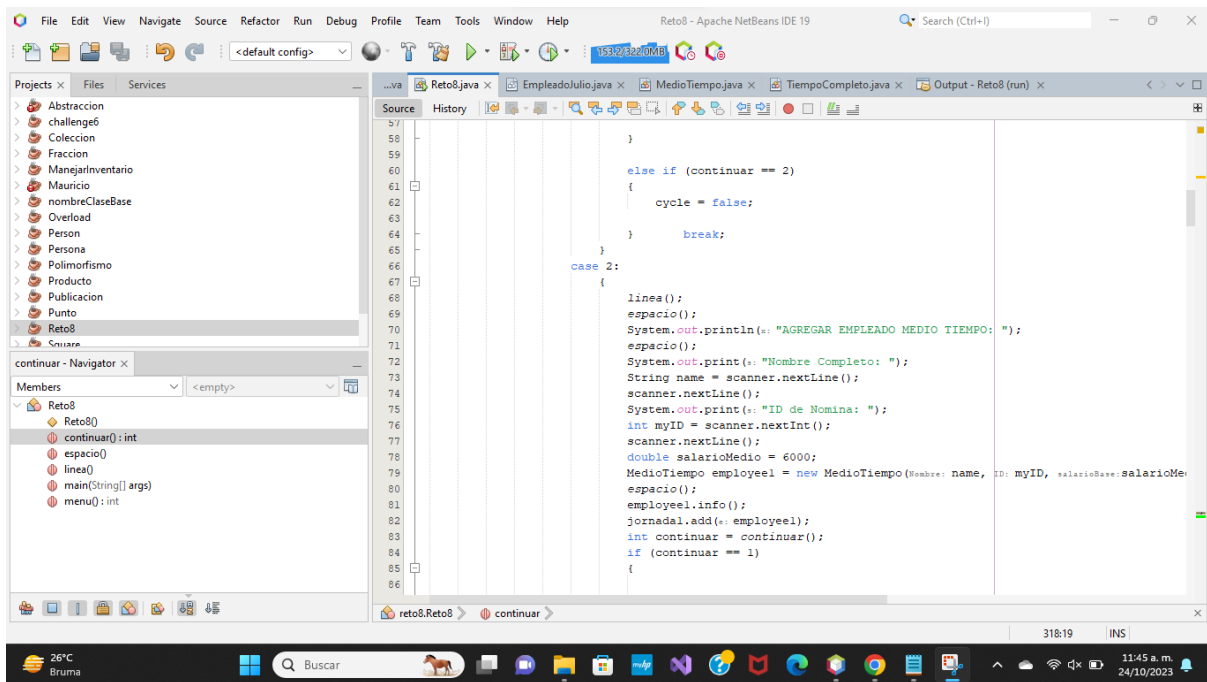 File Edit View Navigate Source Refactor Run Debug Profile Team Tools Window Help Reto8 - Apache NetBeans IDE 19 Search (Ctrl+I)
<default config> 153.2/322.0MB
Projects Files Services
...va Reto8.java EmpleadoJulio.java MedioTiempo.java TiempoCompleto.java Output - Reto8 (run)
Source History
Abstraccion
challenge6
Coleccion
Fraccion
ManejarInventario
Mauricio
nombreClaseBase
Overload
Person
Persona
Polimorfismo
Producto
Publicacion
Punto
Reto8
Square
continuar - Navigator
Members <empty>
Reto8
Reto8()
continuar() : int
espacio()
linea()
main(String[] args)
menu() : int
57
58 }
59
60 else if (continuar == 2)
61 {
62 cycle = false;
63
64 } break;
65 }
66 case 2:
67 {
68 linea();
69 espacio();
70 System.out.println(s: "AGREGAR EMPLEADO MEDIO TIEMPO: ");
71 espacio();
72 System.out.print(s: "Nombre Completo: ");
73 String name = scanner.nextLine();
74 scanner.nextLine();
75 System.out.print(s: "ID de Nomina: ");
76 int myID = scanner.nextInt();
77 scanner.nextLine();
78 double salarioMedio = 6000;
79 MedioTiempo employee1 = new MedioTiempo(Nombre: name, ID: myID, salarioBase: salarioMe
80 espacio();
81 employee1.info();
82 jornada1.add(e: employee1);
83 int continuar = continuar();
84 if (continuar == 1)
85 {
86
reto8.Reto8 continuar
318:19 INS
26°C
Bruma
Buscar
mvhp
11:45 a. m.
24/10/2023